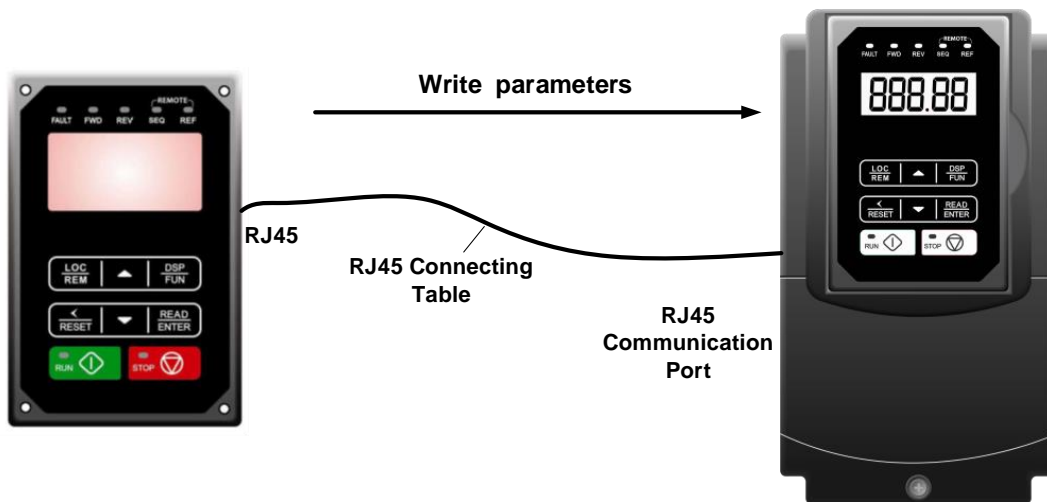 Write parameters
REMOTE
FAULT FWD REV SEQ REF
LOC
REM
DSP
FUN
RESET
READ
ENTER
RUN
STOP
RJ45
RJ45 Connecting
Table
RJ45
Communication
Port
REMOTE
FAULT FWD REV SEQ REF
888.88
LOC
REM
DSP
FUN
RESET
READ
ENTER
RUN
STOP